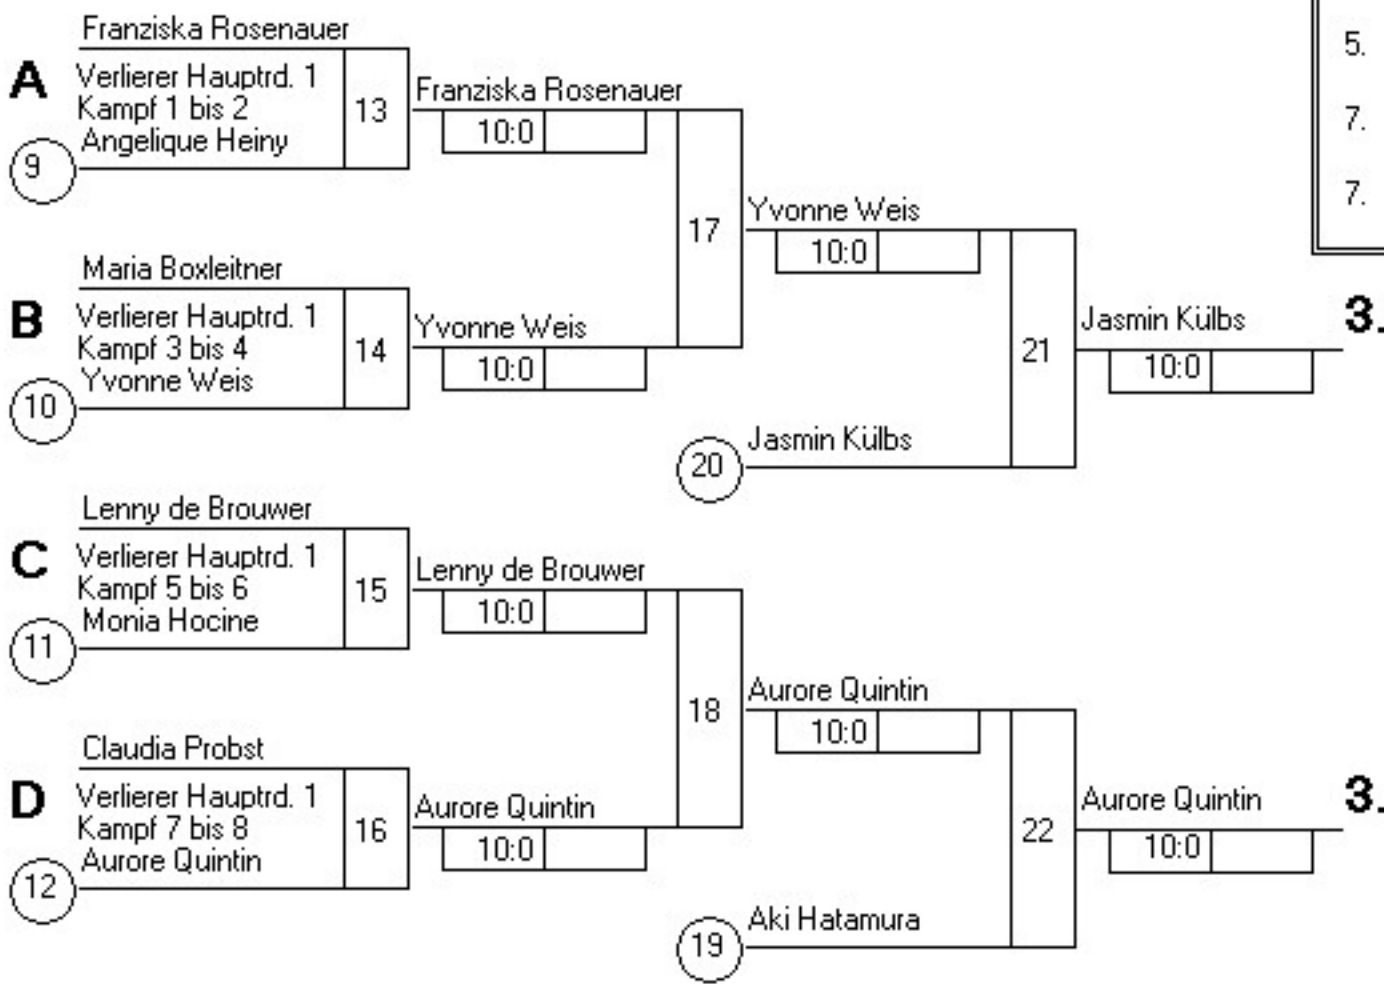 Franziska Rosenauer
A
Verlierer Hauptrd. 1
Kampf 1 bis 2
Angelique Heiny
9
13
Franziska Rosenauer
10:0
Maria Boxleitner
B
Verlierer Hauptrd. 1
Kampf 3 bis 4
Yvonne Weis
10
14
Yvonne Weis
10:0
17
Yvonne Weis
10:0
Jasmin Külbs
20
21
Jasmin Külbs
10:0
3.
5.
7.
7.
Lenny de Brouwer
C
Verlierer Hauptrd. 1
Kampf 5 bis 6
Monia Hocine
11
15
Lenny de Brouwer
10:0
Claudia Probst
D
Verlierer Hauptrd. 1
Kampf 7 bis 8
Aurore Quintin
12
16
Aurore Quintin
10:0
18
Aurore Quintin
10:0
Aki Hatamura
19
22
Aurore Quintin
10:0
3.